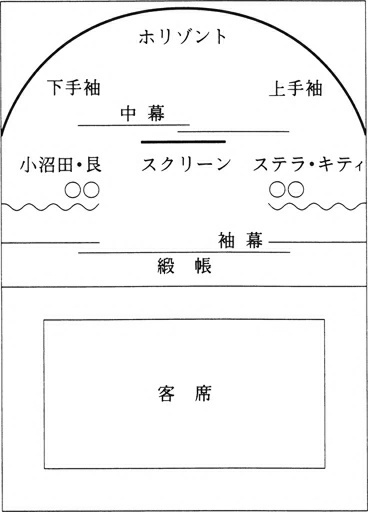 ホリゾント
下手袖
上手袖
中幕
小沼田・艮
スクリーン
ステラ・キティ
袖幕
緞帳
客席